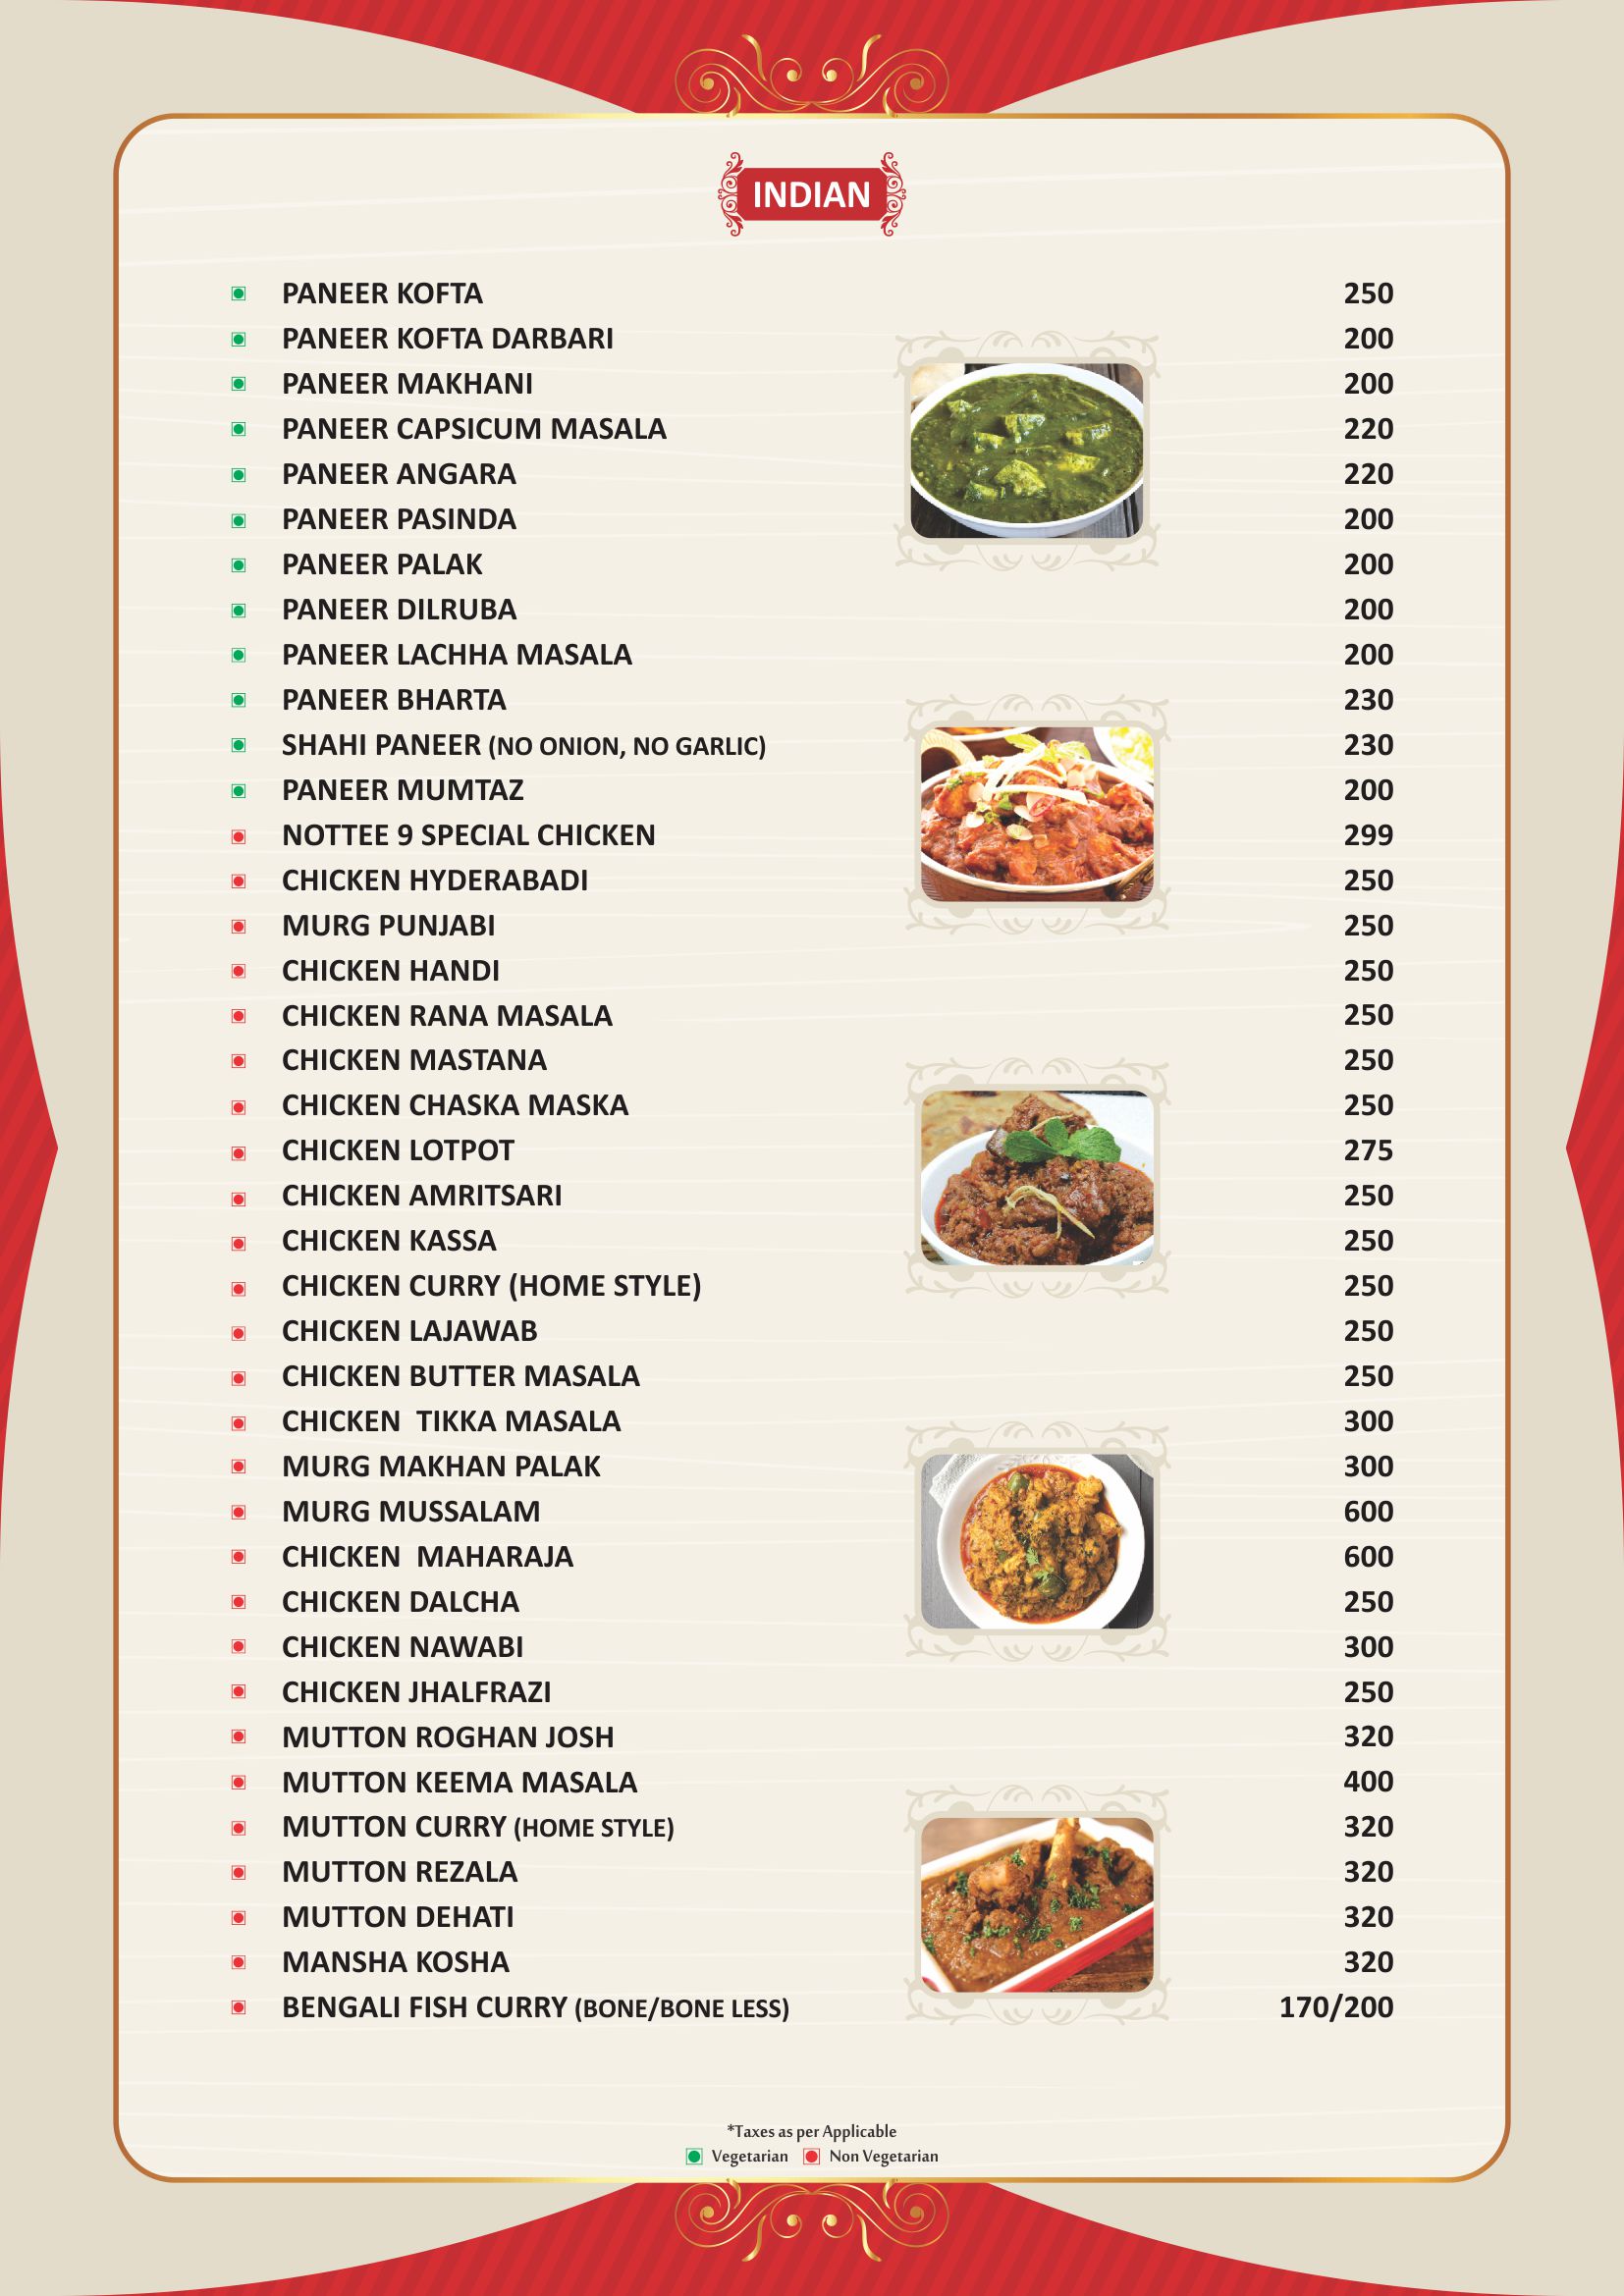 INDIAN
PANEER KOFTA 250
PANEER KOFTA DARBARI 200
PANEER MAKHANI 200
PANEER CAPSICUM MASALA 220
PANEER ANGARA 220
PANEER PASINDA 200
PANEER PALAK 200
PANEER DILRUBA 200
PANEER LACHHA MASALA 200
PANEER BHARTA 230
SHAHI PANEER (NO ONION, NO GARLIC) 230
PANEER MUMTAZ 200
NOTTEE 9 SPECIAL CHICKEN 299
CHICKEN HYDERABADI 250
MURG PUNJABI 250
CHICKEN HANDI 250
CHICKEN RANA MASALA 250
CHICKEN MASTANA 250
CHICKEN CHASKA MASKA 250
CHICKEN LOTPOT 275
CHICKEN AMRITSARI 250
CHICKEN KASSA 250
CHICKEN CURRY (HOME STYLE) 250
CHICKEN LAJAWAB 250
CHICKEN BUTTER MASALA 250
CHICKEN TIKKA MASALA 300
MURG MAKHAN PALAK 300
MURG MUSSALAM 600
CHICKEN MAHARAJA 600
CHICKEN DALCHA 250
CHICKEN NAWABI 300
CHICKEN JHALFRAZI 250
MUTTON ROGHAN JOSH 320
MUTTON KEEMA MASALA 400
MUTTON CURRY (HOME STYLE) 320
MUTTON REZALA 320
MUTTON DEHATI 320
MANSHA KOSHA 320
BENGALI FISH CURRY (BONE/BONE LESS) 170/200
*Taxes as per Applicable
Vegetarian Non Vegetarian